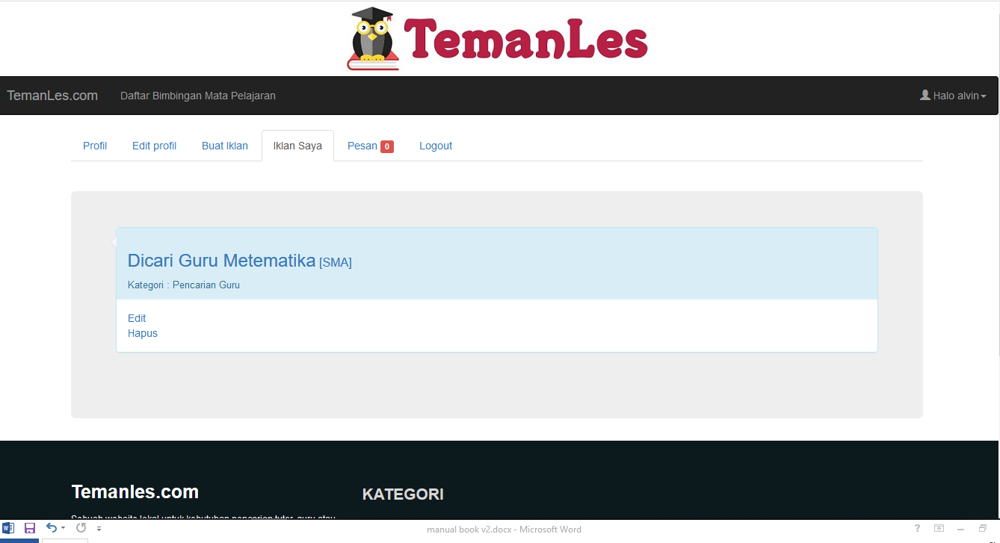 TemanLes
TemanLes.com Daftar Bimbingan Mata Pelajaran Halo alvin
Profil Edit profil Buat Iklan Iklan Saya Pesan 0 Logout
Dicari Guru Metematika [SMA]
Kategori : Pencarian Guru
Edit
Hapus
Temanles.com KATEGORI
Sebuah website lokal untuk kebutuhan pencarian tutor, guru atau
manual book v2.docx - Microsoft Word